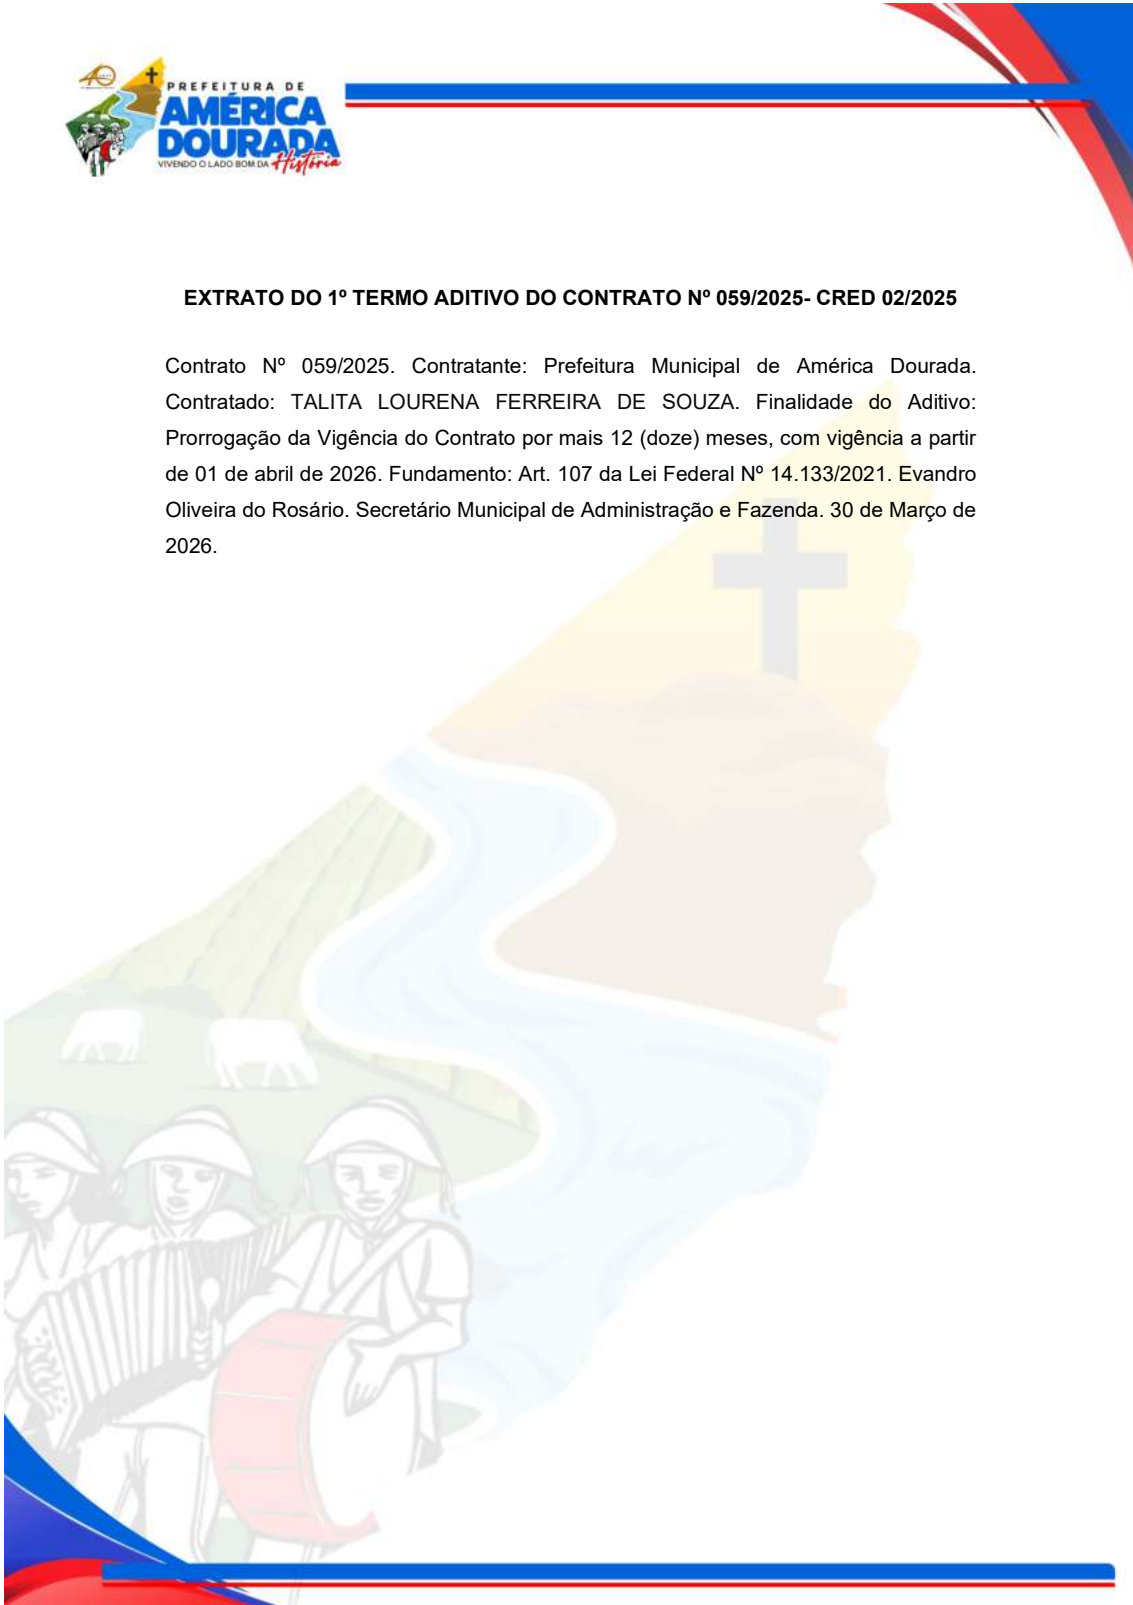 40
PREFEITURA DE
AMÉRICA
DOURADA
VIVENDO O LADO BOM DA História
EXTRATO DO 1º TERMO ADITIVO DO CONTRATO Nº 059/2025- CRED 02/2025
Contrato Nº 059/2025. Contratante: Prefeitura Municipal de América Dourada.
Contratado: TALITA LOURENA FERREIRA DE SOUZA. Finalidade do Aditivo:
Prorrogação da Vigência do Contrato por mais 12 (doze) meses, com vigência a partir
de 01 de abril de 2026. Fundamento: Art. 107 da Lei Federal Nº 14.133/2021. Evandro
Oliveira do Rosário. Secretário Municipal de Administração e Fazenda. 30 de Março de
2026.